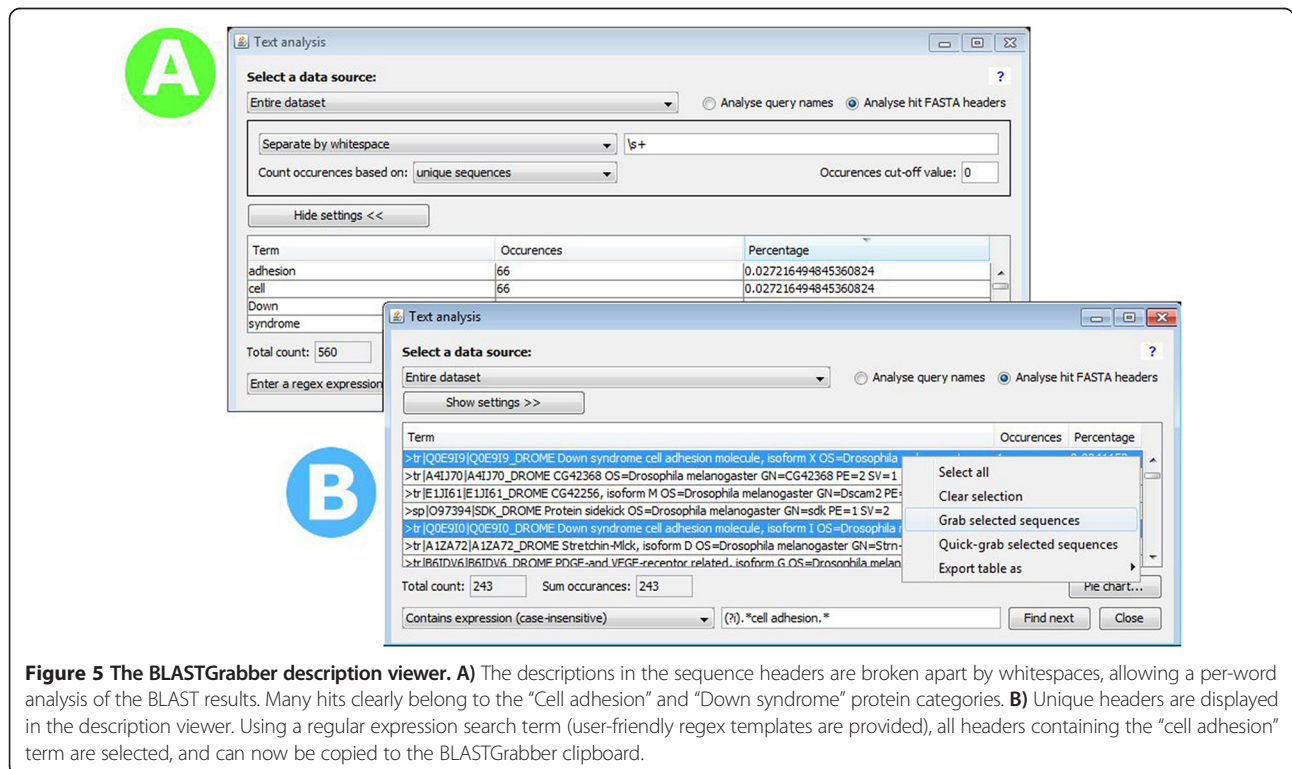 A
Text analysis
Select a data source:
?
Entire dataset
Analyse query names
Analyse hit FASTA headers
Separate by whitespace
\s+
Count occurences based on:
unique sequences
Occurences cut-off value:
0
Hide settings <<
Term Occurences Percentage
adhesion 66 0.027216494845360824
cell 66 0.027216494845360824
Down
syndrome
Total count: 560
Enter a regex expression
B
Text analysis
Select a data source:
?
Entire dataset
Analyse query names
Analyse hit FASTA headers
Show settings >>
Term Occurences Percentage
>tr|Q0E9I9|Q0E9I9_DROME Down syndrome cell adhesion molecule, isoform X OS=Drosophila
>tr|A4IJ70|A4IJ70_DROME CG42368 OS=Drosophila melanogaster GN=CG42368 PE=2 SV=1
>tr|E1JI61|E1JI61_DROME CG42256, isoform M OS=Drosophila melanogaster GN=Dscam2 PE=
>sp|O97394|SDK_DROME Protein sidekick OS=Drosophila melanogaster GN=sdk PE=1 SV=2
>tr|Q0E9I0|Q0E9I0_DROME Down syndrome cell adhesion molecule, isoform I OS=Drosophila
>tr|A1ZA72|A1ZA72_DROME Stretchin-Mlck, isoform D OS=Drosophila melanogaster GN=Strn-
>tr|B6IDV6|B6IDV6_DROME PDGF-and VEGF-receptor related, isoform G OS=Drosophila melan
Select all
Clear selection
Grab selected sequences
Quick-grab selected sequences
Export table as
Total count: 243 Sum occurances: 243
Pie chart...
Contains expression (case-insensitive)
(?i).*cell adhesion.*
Find next
Close
Figure 5 The BLASTGrabber description viewer. A) The descriptions in the sequence headers are broken apart by whitespaces, allowing a per-word
analysis of the BLAST results. Many hits clearly belong to the “Cell adhesion” and “Down syndrome” protein categories. B) Unique headers are displayed
in the description viewer. Using a regular expression search term (user-friendly regex templates are provided), all headers containing the “cell adhesion”
term are selected, and can now be copied to the BLASTGrabber clipboard.